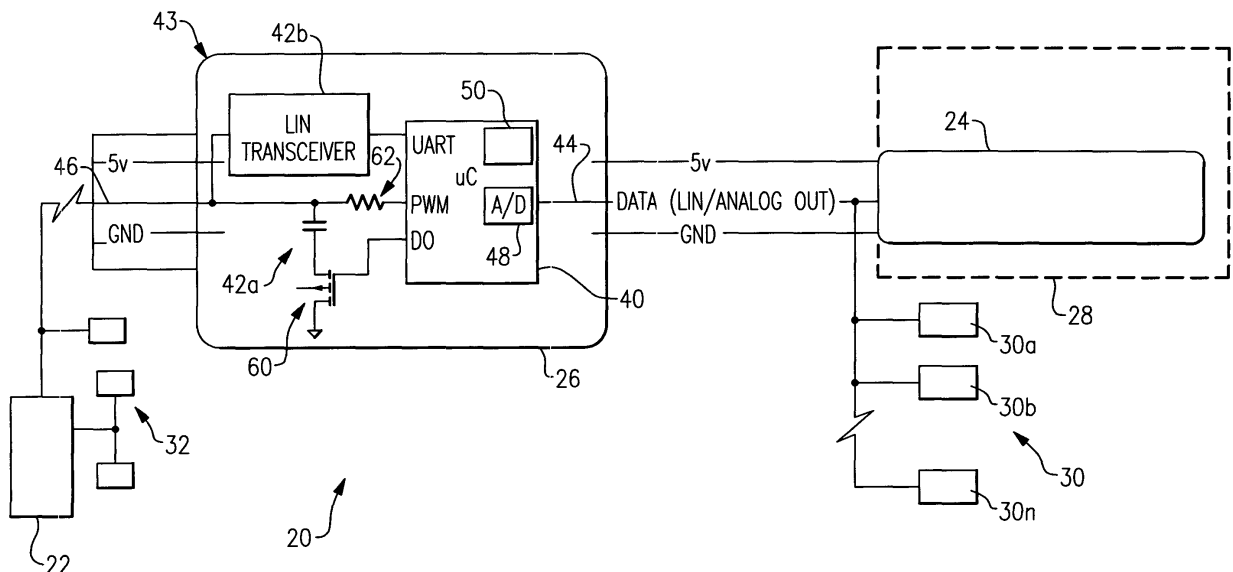 43
42b
LIN
TRANSCEIVER
62
UART
50
uC
PWM
A/D
48
DO
44
46
5v
GND
42a
60
40
26
5v
DATA (LIN/ANALOG OUT)
GND
24
28
30a
30b
30
30n
32
22
20